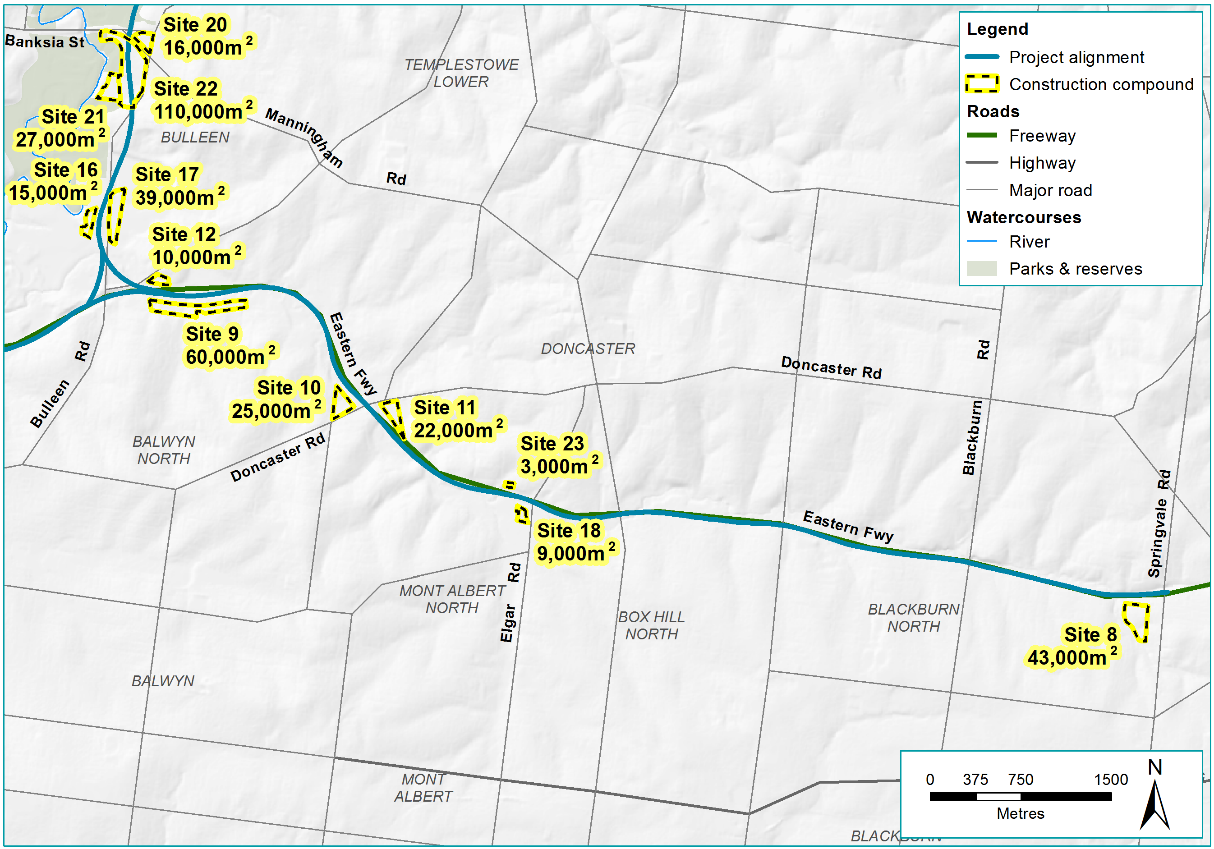 Banksia St
Site 20
16,000m²
Site 22
110,000m²
Site 21
27,000m²
BULLEEN
TEMPLESTOWE
LOWER
Manningham
Rd
Site 16
15,000m²
Site 17
39,000m²
Site 12
10,000m²
Site 9
60,000m²
Bulleen Rd
Eastern Fwy
Site 10
25,000m²
Site 11
22,000m²
DONCASTER
Doncaster Rd
Blackburn Rd
BALWYN
NORTH
Doncaster Rd
Site 23
3,000m²
Site 18
9,000m²
Eastern Fwy
Springvale Rd
MONT ALBERT
NORTH
Elgar Rd
BOX HILL
NORTH
BLACKBURN
NORTH
Site 8
43,000m²
BALWYN
MONT
ALBERT
BLACKBURN
Legend
Project alignment
Construction compound
Roads
Freeway
Highway
Major road
Watercourses
River
Parks & reserves
0 375 750 1500
Metres
N